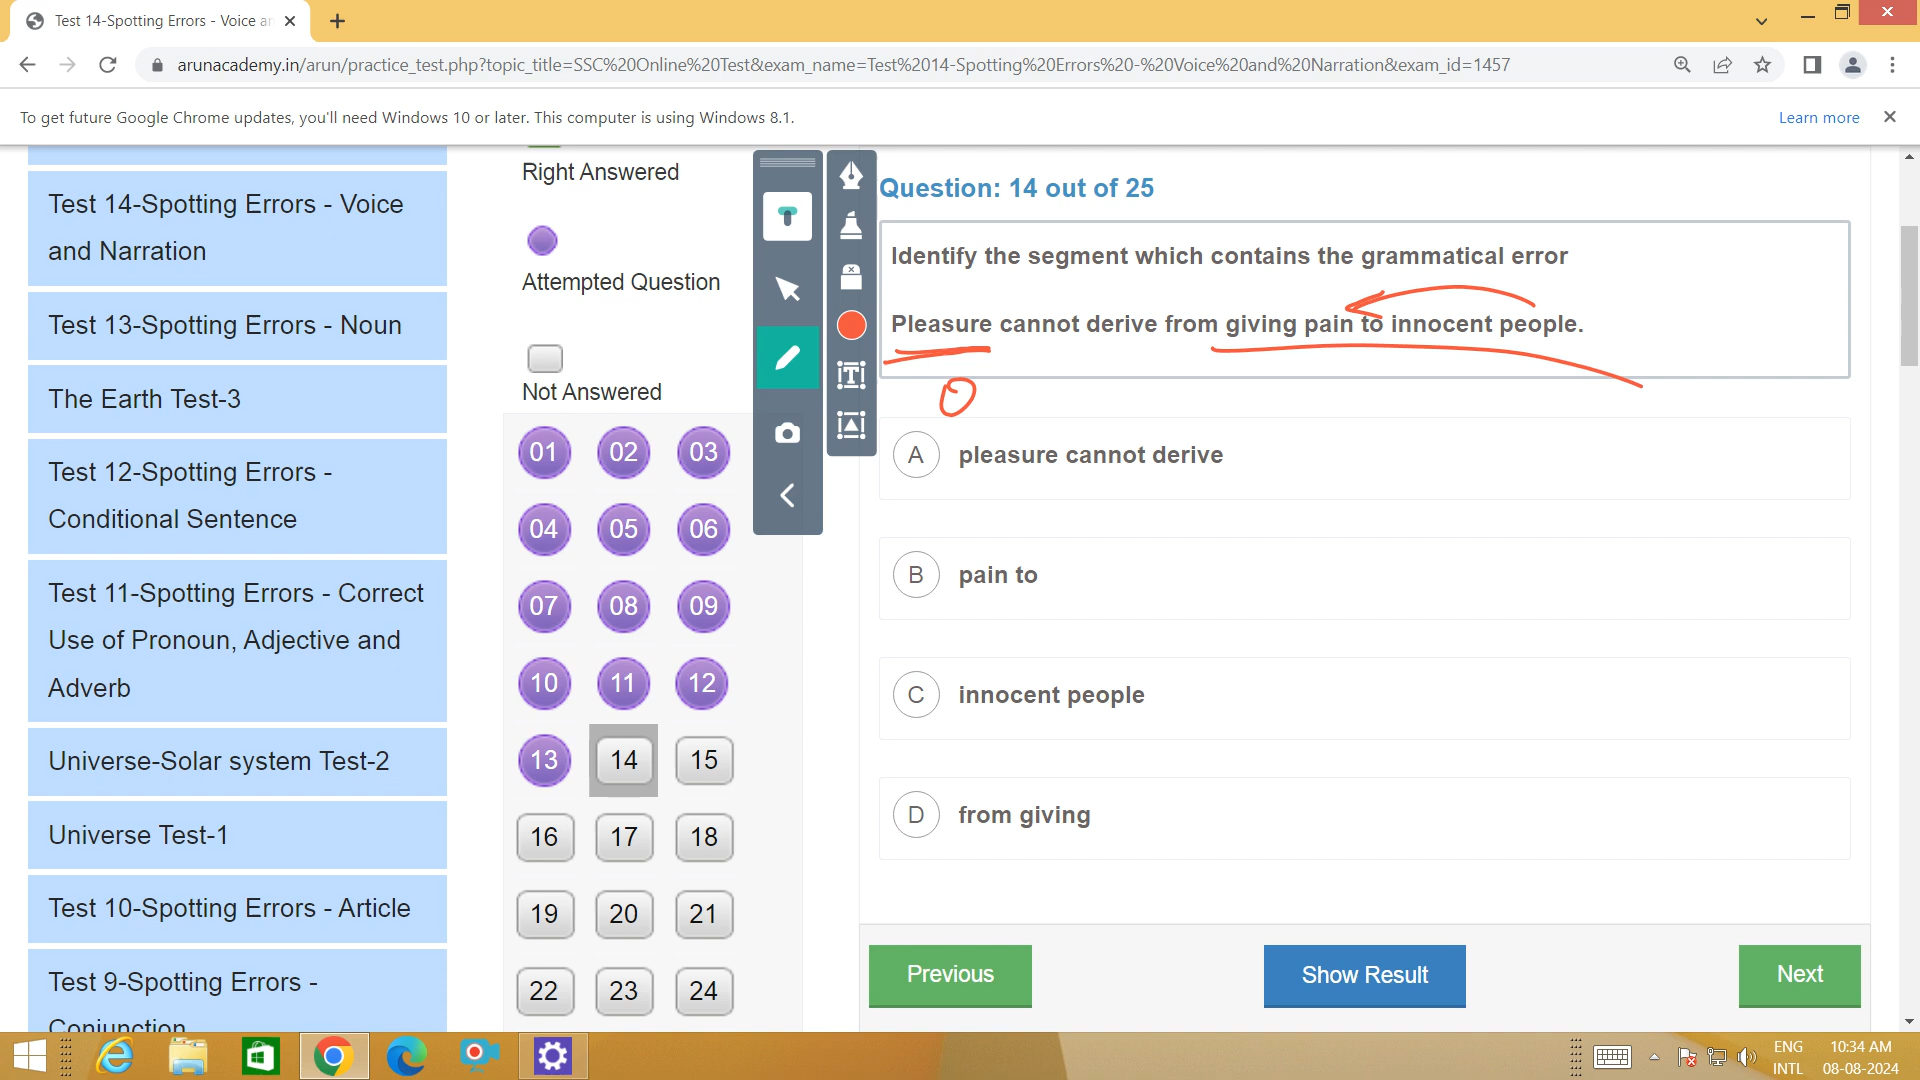 Test 14-Spotting Errors - Voice an
arunacademy.in/arun/practice_test.php?topic_title=SSC%20Online%20Test&exam_name=Test%2014-Spotting%20Errors%20-%20Voice%20and%20Narration&exam_id=1457
To get future Google Chrome updates, you'll need Windows 10 or later. This computer is using Windows 8.1.
Learn more
Test 14-Spotting Errors - Voice
and Narration
Test 13-Spotting Errors - Noun
The Earth Test-3
Test 12-Spotting Errors -
Conditional Sentence
Test 11-Spotting Errors - Correct
Use of Pronoun, Adjective and
Adverb
Universe-Solar system Test-2
Universe Test-1
Test 10-Spotting Errors - Article
Test 9-Spotting Errors -
Conjunction
Right Answered
Attempted Question
Not Answered
01 02 03
04 05 06
07 08 09
10 11 12
13 14 15
16 17 18
19 20 21
22 23 24
Question: 14 out of 25
Identify the segment which contains the grammatical error
Pleasure cannot derive from giving pain to innocent people.
A pleasure cannot derive
B pain to
C innocent people
D from giving
Previous
Show Result
Next
ENG
INTL
10:34 AM
08-08-2024